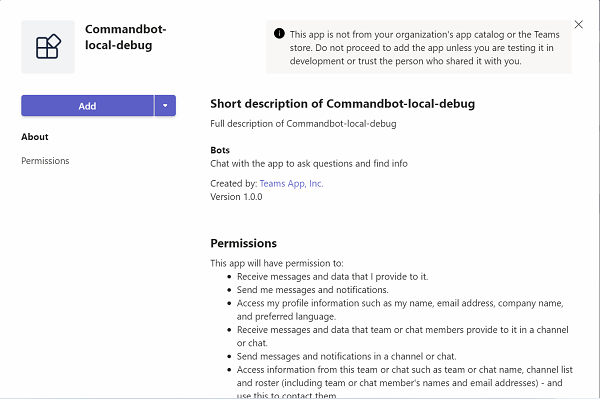 Commandbot-
local-debug
This app is not from your organization's app catalog or the Teams
store. Do not proceed to add the app unless you are testing it in
development or trust the person who shared it with you.
Add
About
Permissions
Short description of Commandbot-local-debug
Full description of Commandbot-local-debug
Bots
Chat with the app to ask questions and find info
Created by: Teams App, Inc.
Version 1.0.0
Permissions
This app will have permission to:
• Receive messages and data that I provide to it.
• Send me messages and notifications.
• Access my profile information such as my name, email address, company name,
and preferred language.
• Receive messages and data that team or chat members provide to it in a channel
or chat.
• Send messages and notifications in a channel or chat.
• Access information from this team or chat such as team or chat name, channel list
and roster (including team or chat member's names and email addresses) - and
use this to contact them.